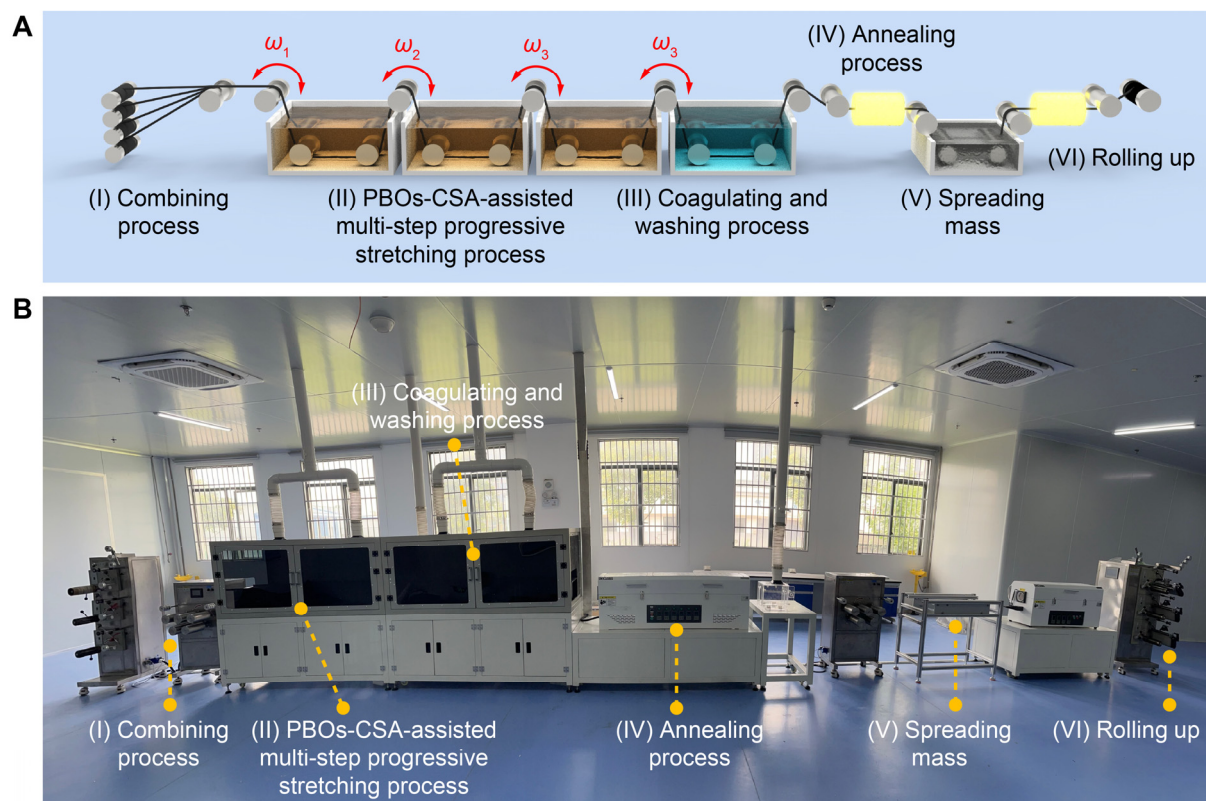 A
ω1
ω2
ω3
ω3
(IV) Annealing
process
(I) Combining
process
(II) PBOs-CSA-assisted
multi-step progressive
stretching process
(III) Coagulating and
washing process
(V) Spreading
mass
(VI) Rolling up
B
(III) Coagulating and
washing process
(I) Combining
process
(II) PBOs-CSA-assisted
multi-step progressive
stretching process
(IV) Annealing
process
(V) Spreading
mass
(VI) Rolling up